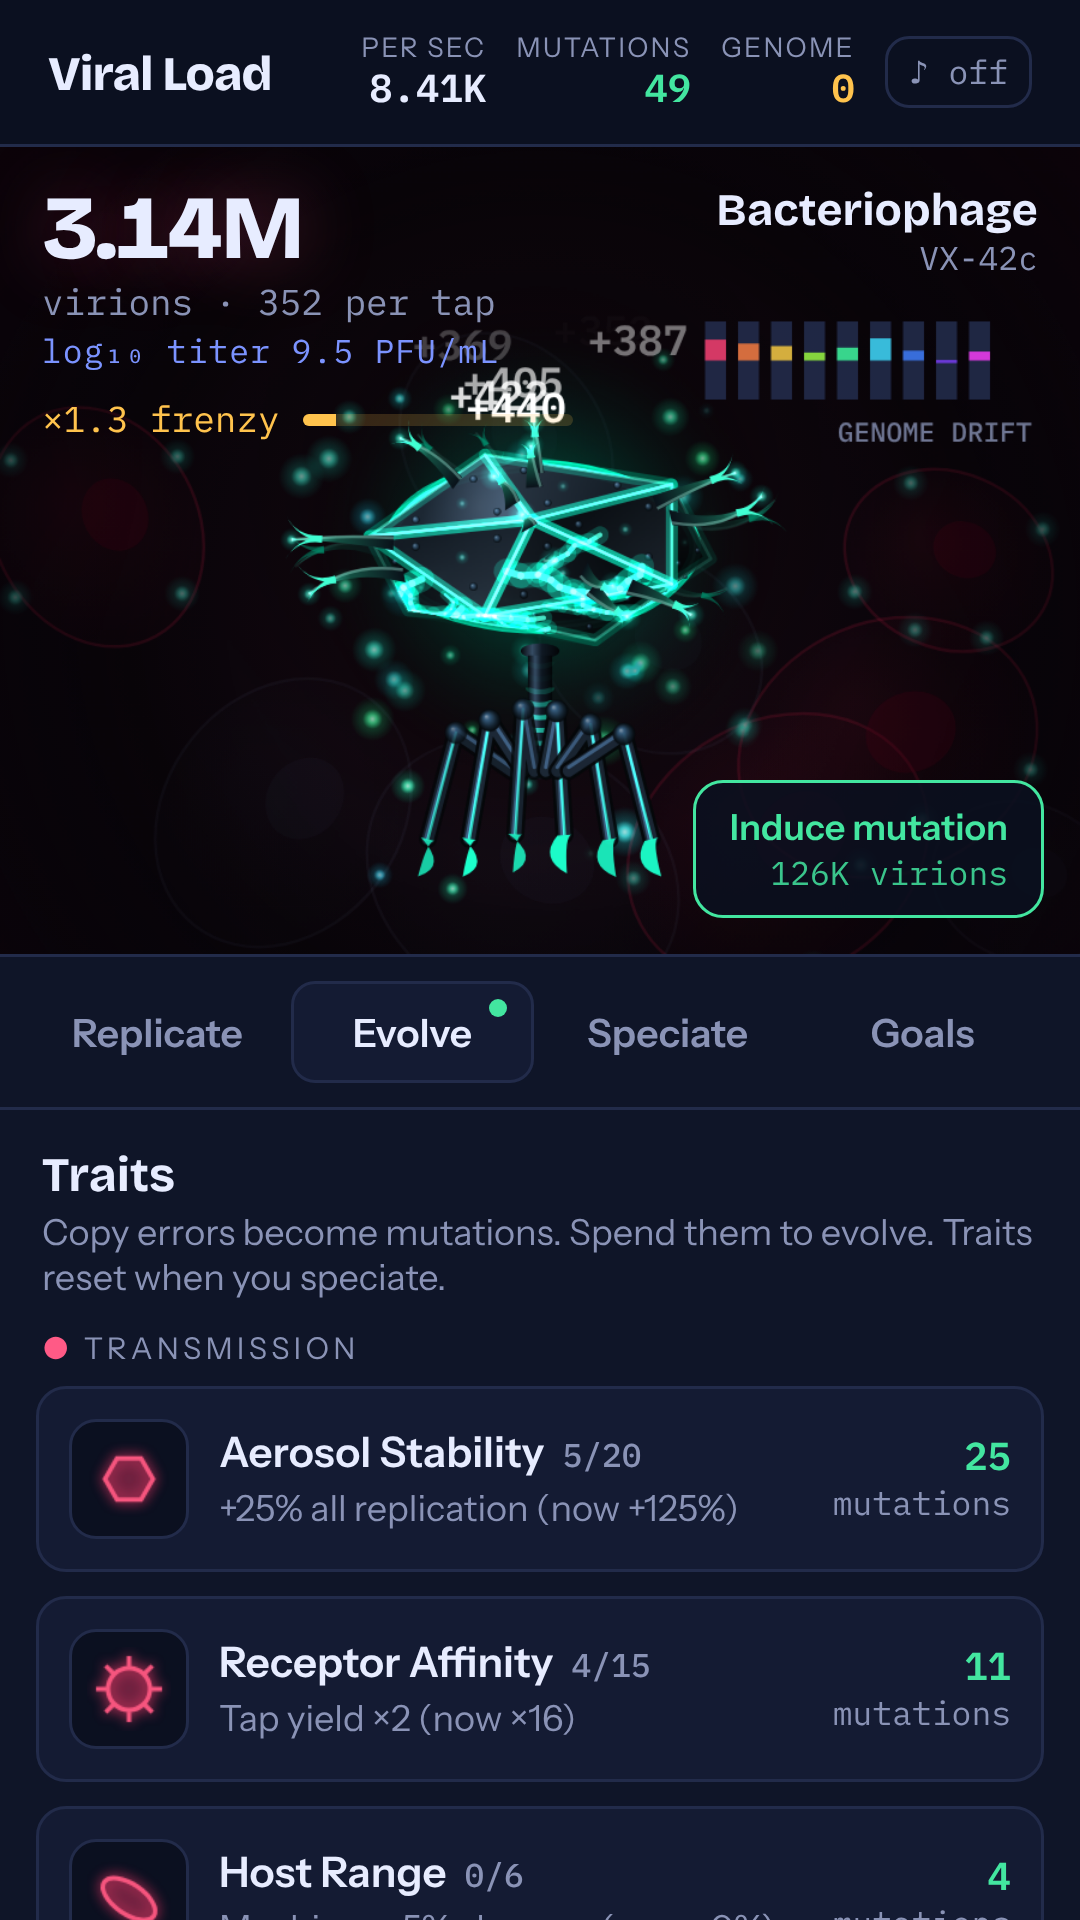 Viral Load
PER SEC
8.41K
MUTATIONS
49
GENOME
0
♪ off
3.14M
virions · 352 per tap
log₁₀ titer 9.5 PFU/mL
×1.3 frenzy
Bacteriophage
VX-42c
GENOME DRIFT
+369
+387
+405
+440
Induce mutation
126K virions
Replicate
Evolve
Speciate
Goals
Traits
Copy errors become mutations. Spend them to evolve. Traits
reset when you speciate.
TRANSMISSION
Aerosol Stability 5/20
+25% all replication (now +125%)
25
mutations
Receptor Affinity 4/15
Tap yield ×2 (now ×16)
11
mutations
Host Range 0/6
4
mutations